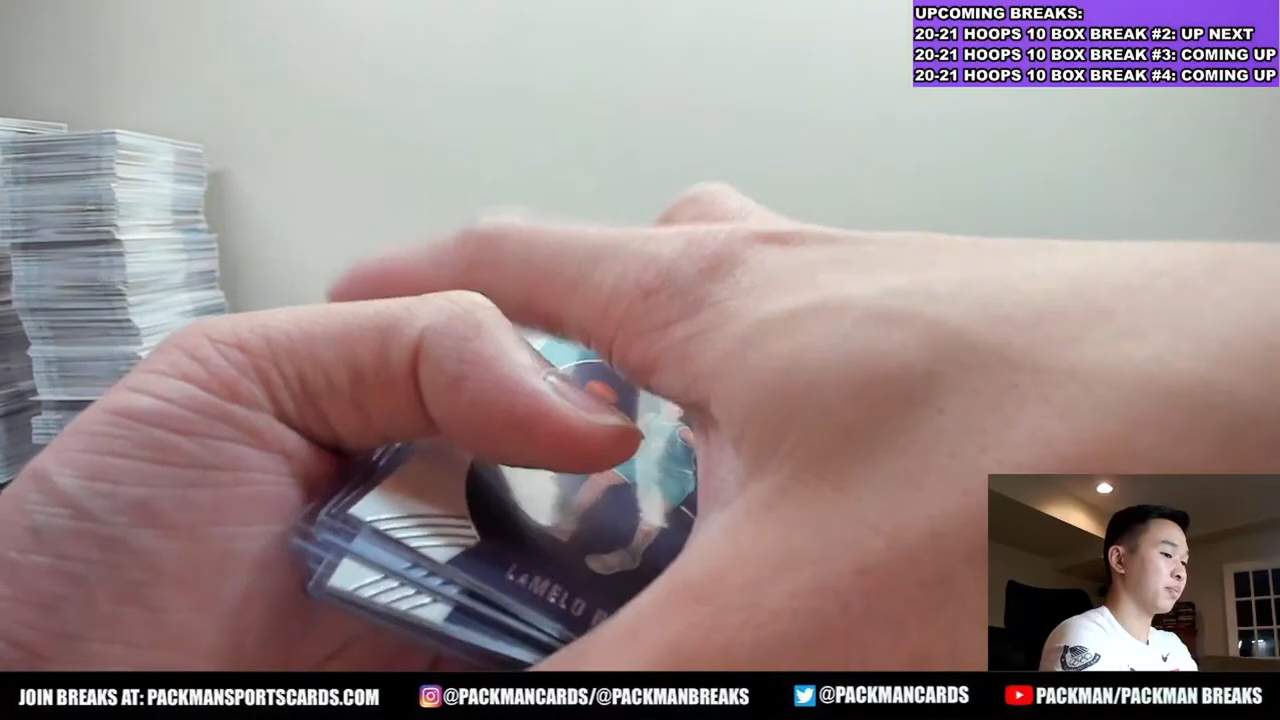 UPCOMING BREAKS:
20-21 HOOPS 10 BOX BREAK #2: UP NEXT
20-21 HOOPS 10 BOX BREAK #3: COMING UP
20-21 HOOPS 10 BOX BREAK #4: COMING UP
LAMELO
JOIN BREAKS AT: PACKMANSPORTSCARDS.COM
@PACKMANCARDS/@PACKMANBREAKS
@PACKMANCARDS
PACKMAN/PACKMAN BREAKS